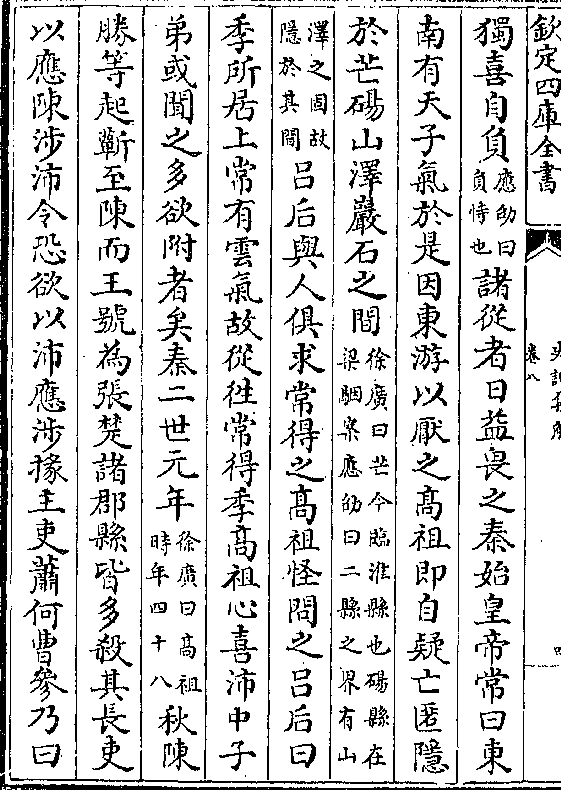 欽定四庫全書
卷八
獨喜自負應劭曰負恃也諸從者日益畏之秦始皇帝常曰東
南有天子氣於是因東游以厭之髙祖即自疑亡匿隱
於芒碭山澤巖石之間徐廣曰芒今臨淮縣也碭縣在梁駰案應劭曰二縣之界有山
澤之固故隱於其間吕后與人俱求常得之髙祖怪問之吕后曰
季所居上常有雲氣故從徃常得季髙祖心喜沛中子
弟或聞之多欲附者矣秦二世元年徐廣曰髙祖時年四十八秋陳
勝等起蘄至陳而王號為張楚諸郡縣皆多殺其長吏
以應陳涉沛令恐欲以沛應涉掾主吏蕭何曹參乃曰